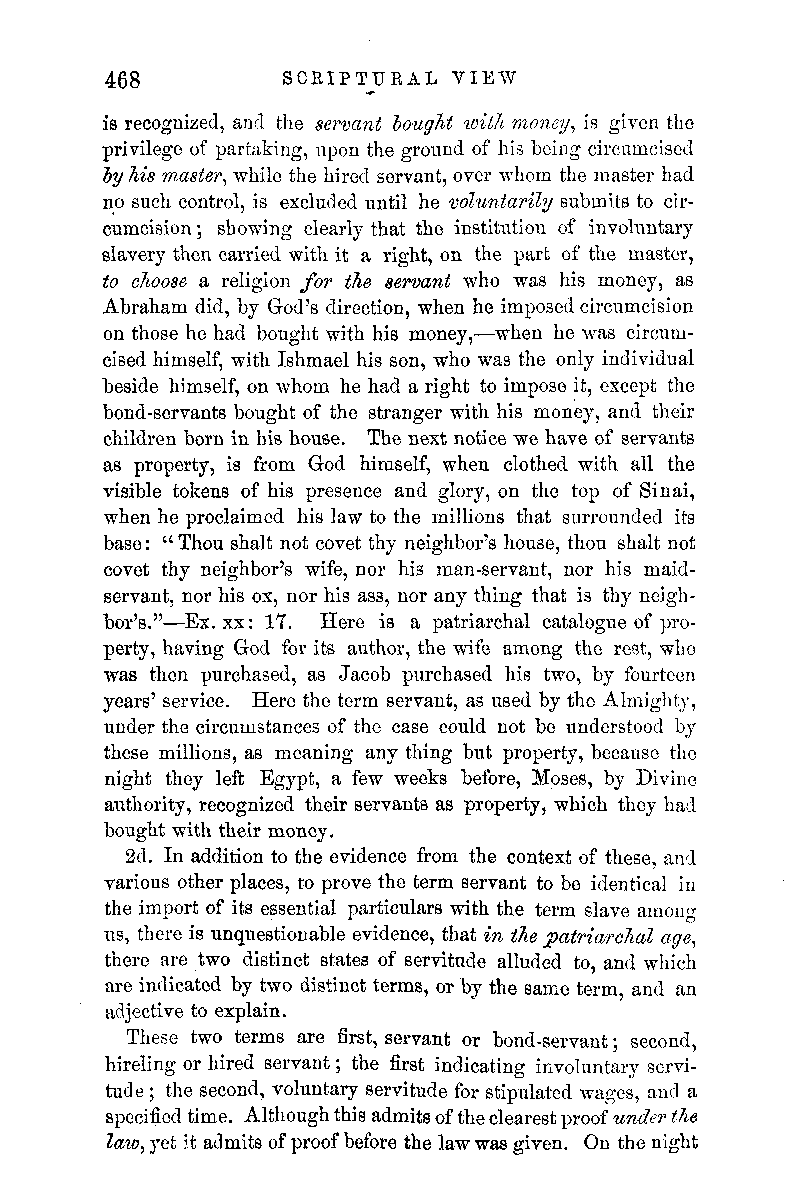 468 SCRIPTURAL VIEW
is recognized, and the servant bought with money, is given the
privilege of partaking, upon the ground of his being circumcised
by his master, while the hired servant, over whom the master had
no such control, is excluded until he voluntarily submits to cir-
cumcision; showing clearly that the institution of involuntary
slavery then carried with it a right, on the part of the master,
to choose a religion for the servant who was his money, as
Abraham did, by God's direction, when he imposed circumcision
on those he had bought with his money,—when he was circum-
cised himself, with Ishmael his son, who was the only individual
beside himself, on whom he had a right to impose it, except the
bond-servants bought of the stranger with his money, and their
children born in his house. The next notice we have of servants
as property, is from God himself, when clothed with all the
visible tokens of his presence and glory, on the top of Sinai,
when he proclaimed his law to the millions that surrounded its
base: "Thou shalt not covet thy neighbor's house, thou shalt not
covet thy neighbor's wife, nor his man-servant, nor his maid-
servant, nor his ox, nor his ass, nor any thing that is thy neigh-
bor's."—Ex. xx: 17. Here is a patriarchal catalogue of pro-
perty, having God for its author, the wife among the rest, who
was then purchased, as Jacob purchased his two, by fourteen
years' service. Here the term servant, as used by the Almighty,
under the circumstances of the case could not be understood by
these millions, as meaning any thing but property, because the
night they left Egypt, a few weeks before, Moses, by Divine
authority, recognized their servants as property, which they had
bought with their money.
2d. In addition to the evidence from the context of these, and
various other places, to prove the term servant to be identical in
the import of its essential particulars with the term slave among
us, there is unquestionable evidence, that in the patriarchal age,
there are two distinct states of servitude alluded to, and which
are indicated by two distinct terms, or by the same term, and an
adjective to explain.
These two terms are first, servant or bond-servant; second,
hireling or hired servant; the first indicating involuntary servi-
tude; the second, voluntary servitude for stipulated wages, and a
specified time. Although this admits of the clearest proof under the
law, yet it admits of proof before the law was given. On the night